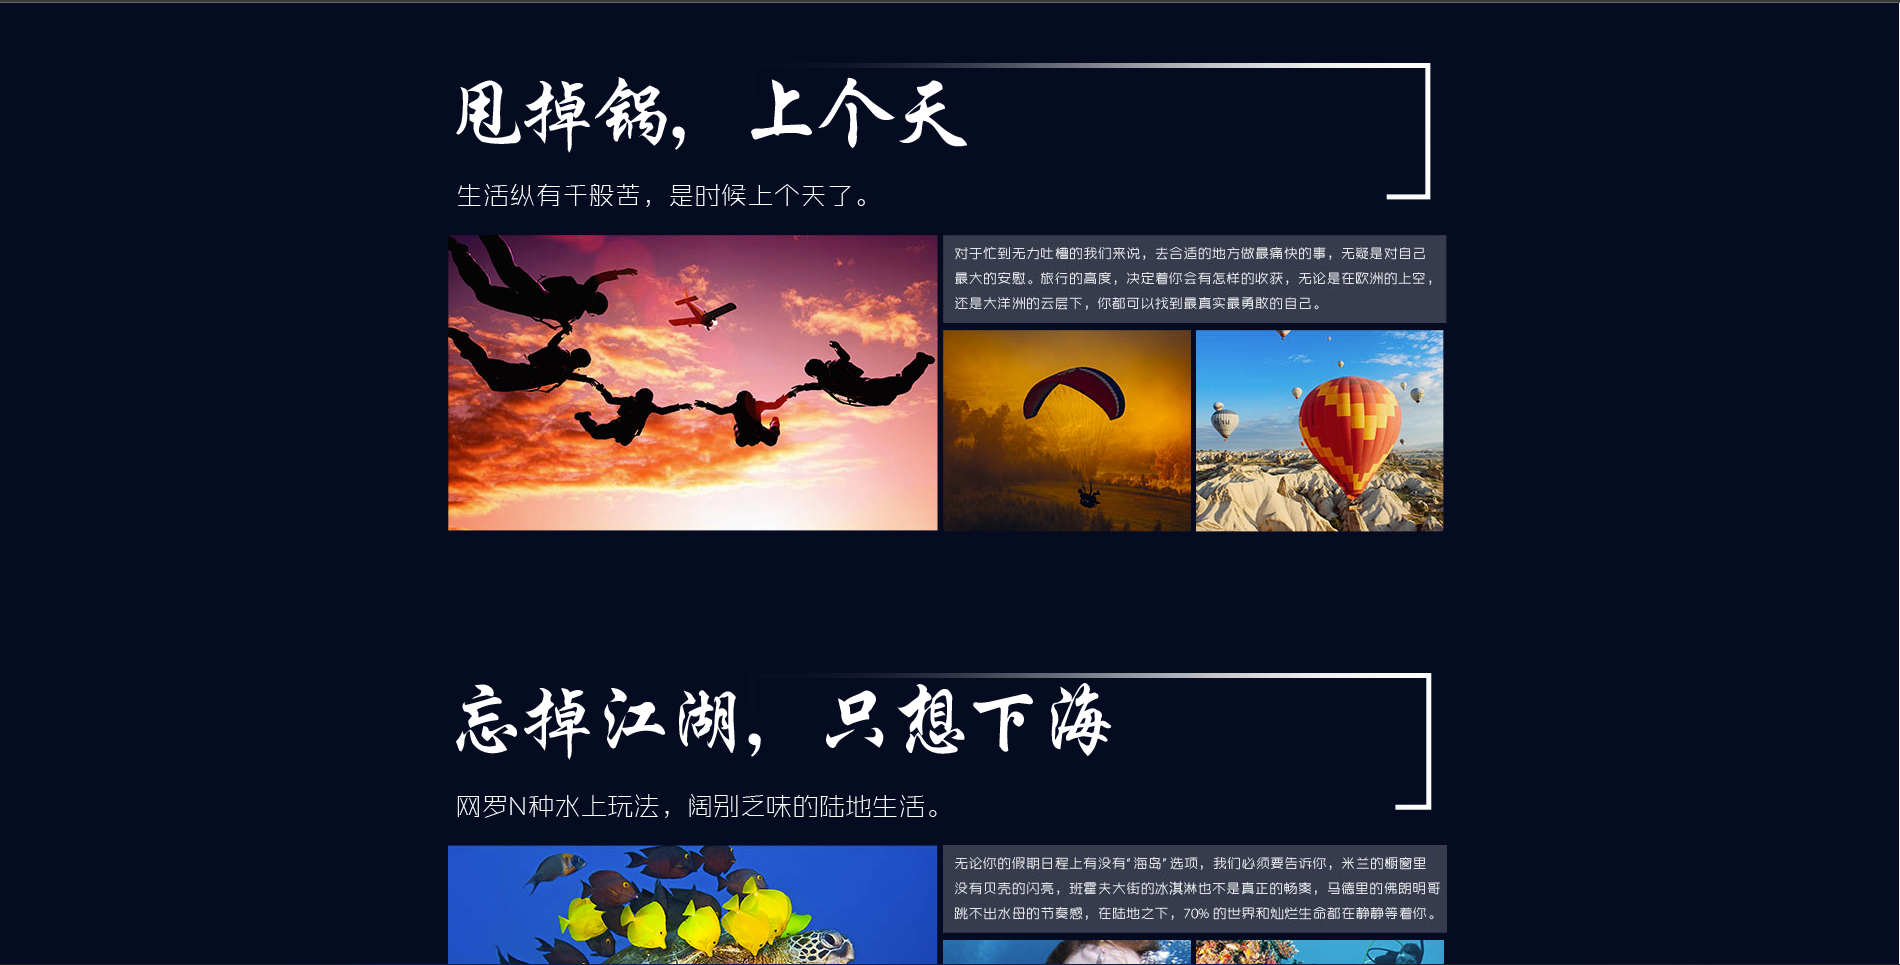 甩掉锅，上个天
生活纵有千般苦，是时候上个天了。
对于忙到无力吐槽的我们来说，去合适的地方做最痛快的事，无疑是对自己
最大的安慰。旅行的高度，决定着你会有怎样的收获，无论是在欧洲的上空，
还是大洋洲的云层下，你都可以找到最真实最勇敢的自己。
忘掉江湖，只想下海
网罗N种水上玩法，阔别乏味的陆地生活。
无论你的假期日程上有没有“海岛”选项，我们必须要告诉你，米兰的橱窗里
没有贝壳的闪亮，班霍夫大街的冰淇淋也不是真正的畅爽，马德里的佛朗明哥
跳不出水母的节奏感，在陆地之下，70% 的世界和灿烂生命都在静静等着你。